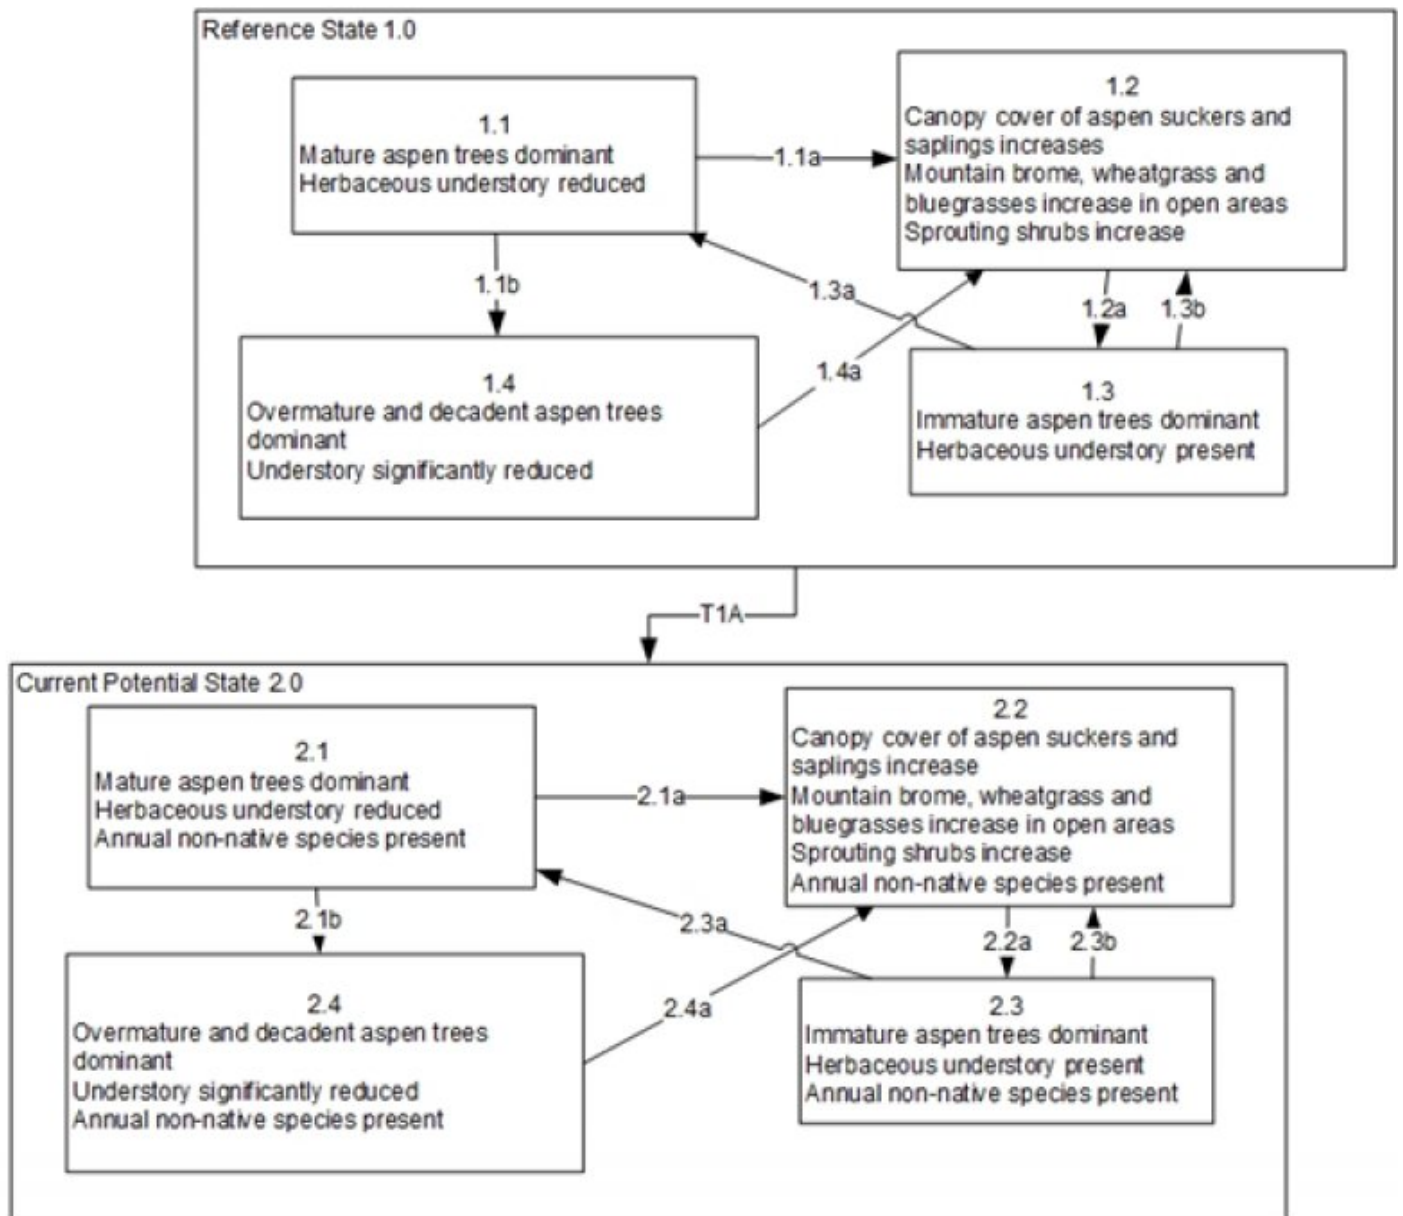 Reference State 1.0
1.1
Mature aspen trees dominant
Herbaceous understory reduced
1.1a
1.2
Canopy cover of aspen suckers and
saplings increases
Mountain brome, wheatgrass and
bluegrasses increase in open areas
Sprouting shrubs increase
1.1b
1.3a
1.2a
1.3b
1.4a
1.4
Overmature and decadent aspen trees
dominant
Understory significantly reduced
1.3
Immature aspen trees dominant
Herbaceous understory present
T1A
Current Potential State 2.0
2.1
Mature aspen trees dominant
Herbaceous understory reduced
Annual non-native species present
2.1a
2.2
Canopy cover of aspen suckers and
saplings increase
Mountain brome, wheatgrass and
bluegrasses increase in open areas
Sprouting shrubs increase
Annual non-native species present
2.1b
2.3a
2.2a
2.3b
2.4a
2.4
Overmature and decadent aspen trees
dominant
Understory significantly reduced
Annual non-native species present
2.3
Immature aspen trees dominant
Herbaceous understory present
Annual non-native species present